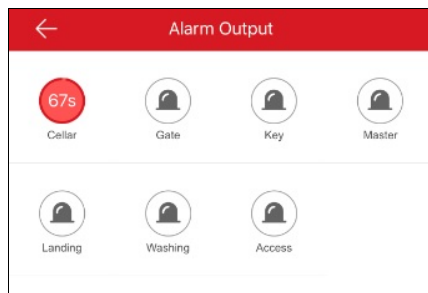 Alarm Output
67s
Cellar Gate Key Master
Landing Washing Access